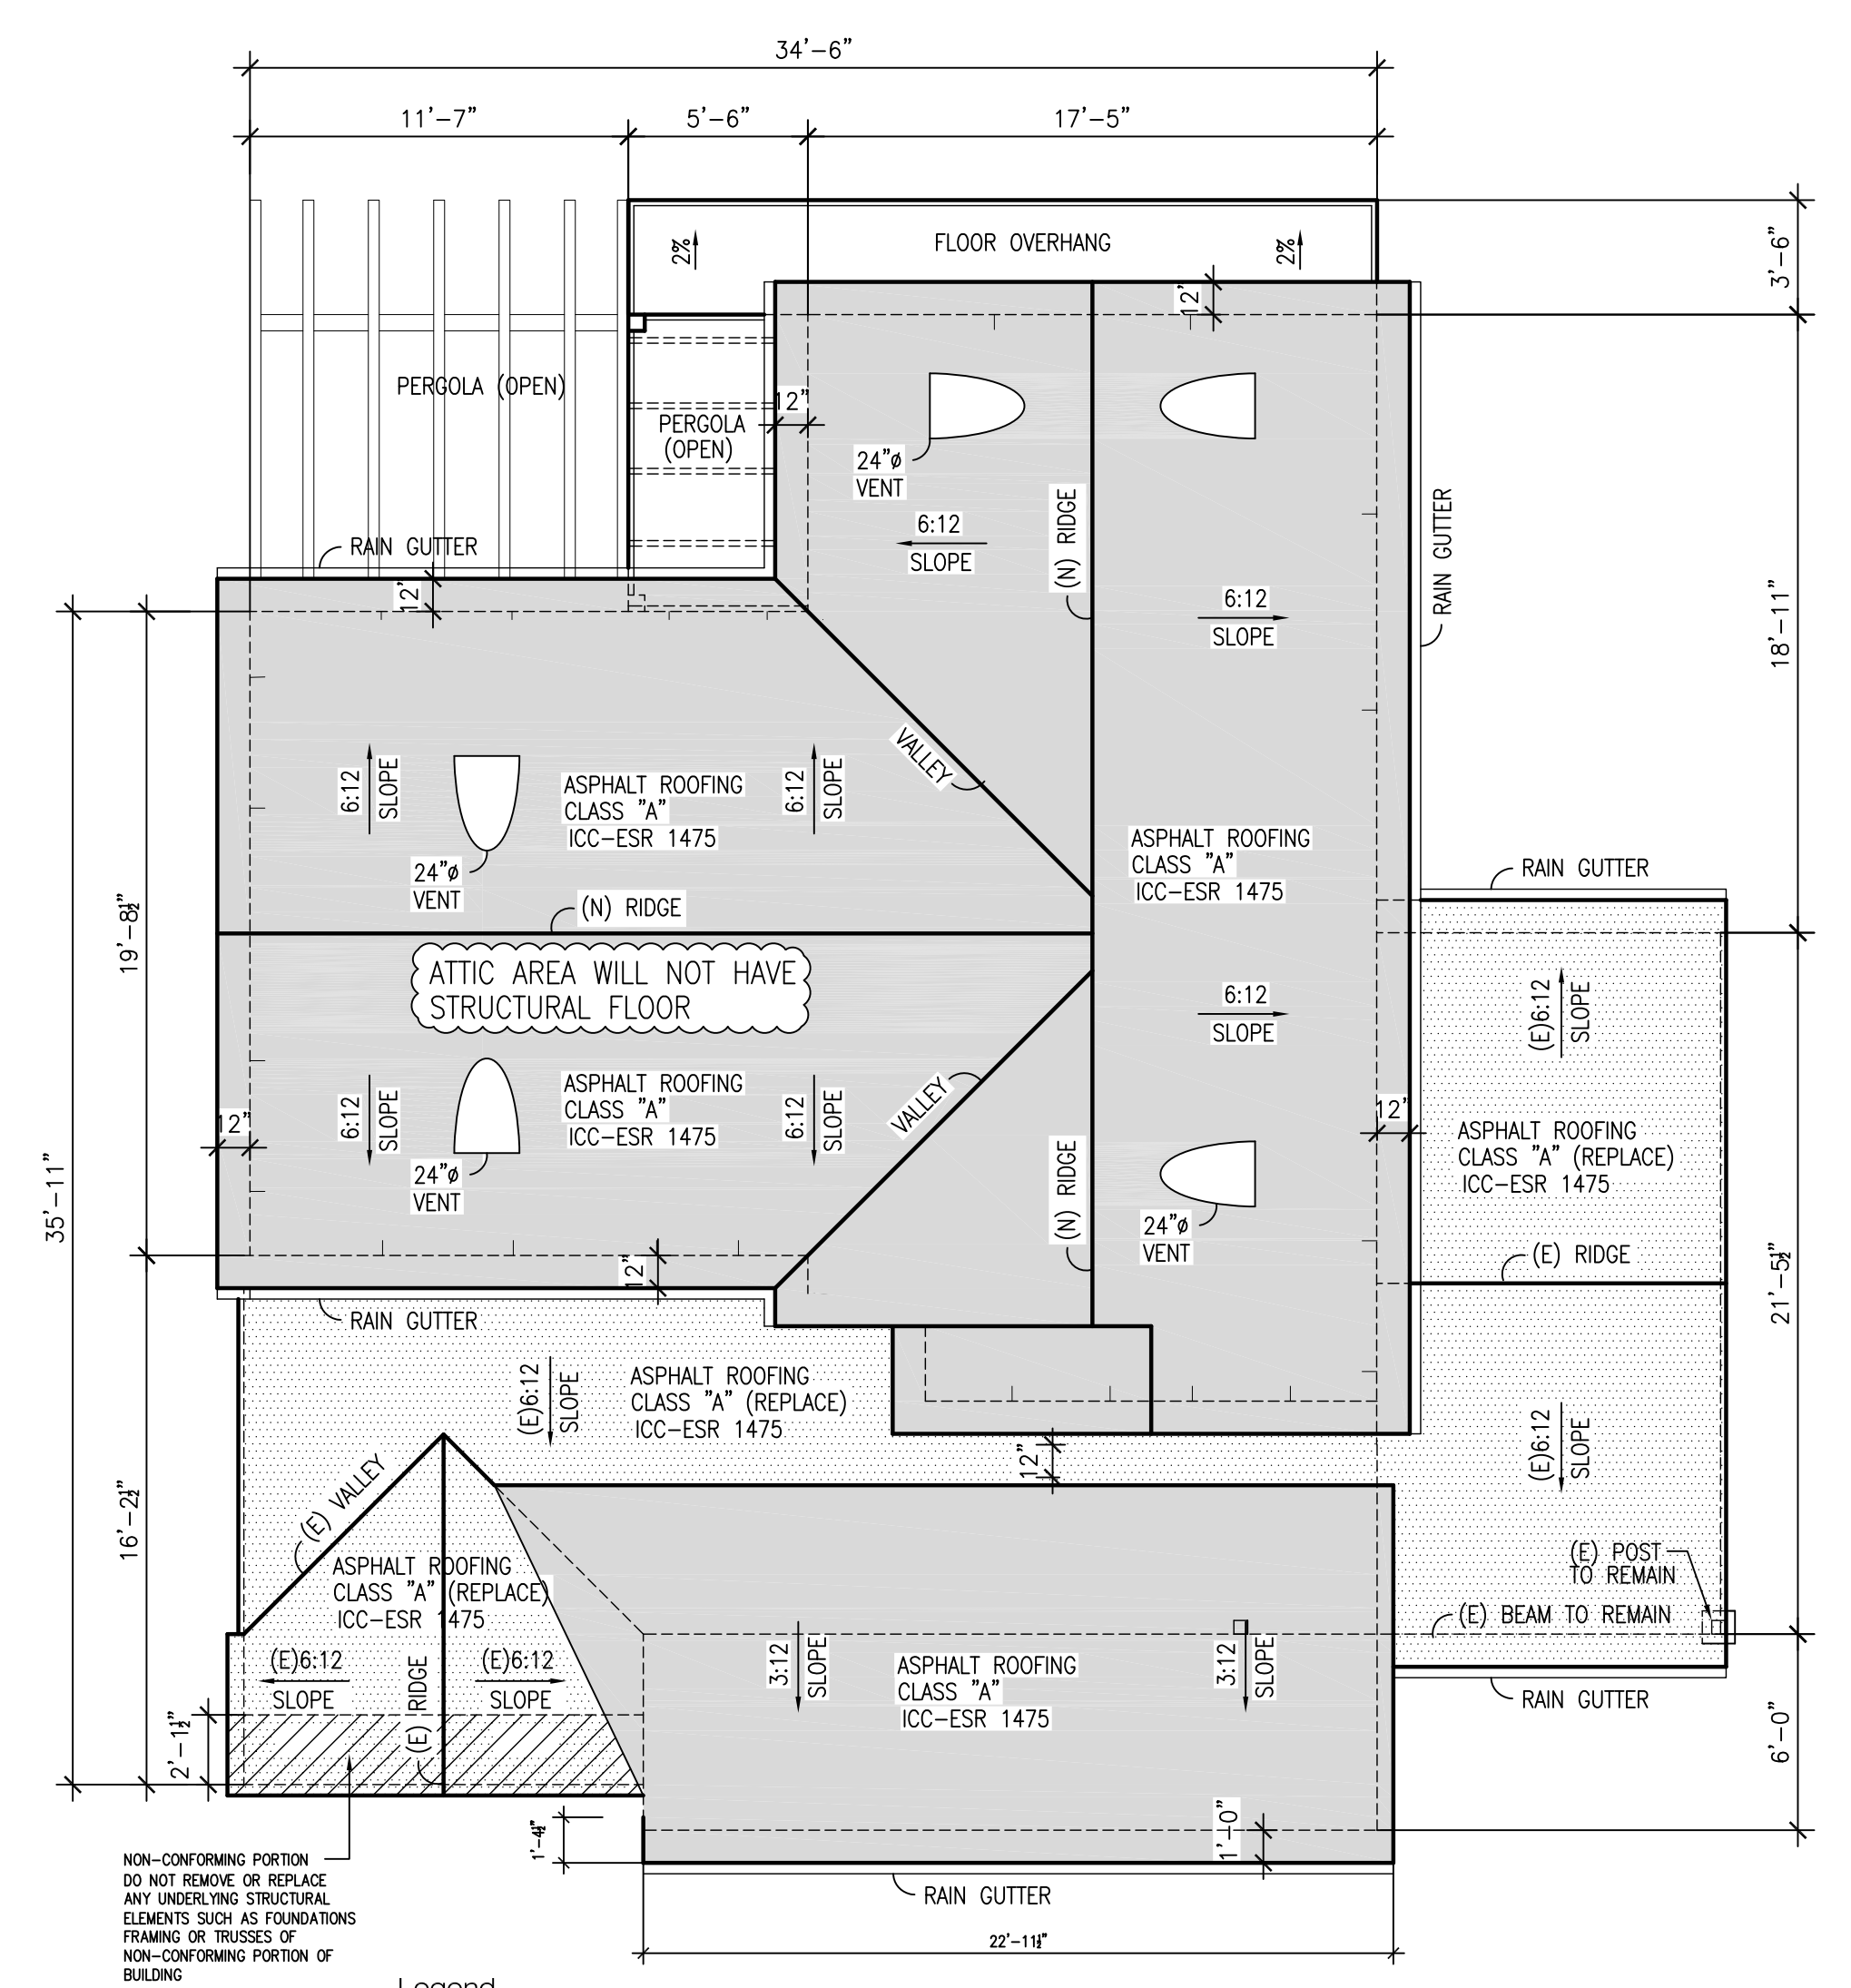 34'-6"
11'-7"
5'-6"
17'-5"
3'-6"
2%
FLOOR OVERHANG
2%
12"
PERGOLA (OPEN)
12"
PERGOLA
(OPEN)
24"ø
VENT
(N) RIDGE
RAIN GUTTER
6:12
SLOPE
RAIN GUTTER
12"
6:12
SLOPE
18'-11"
VALLEY
6:12
SLOPE
ASPHALT ROOFING
CLASS "A"
ICC-ESR 1475
6:12
SLOPE
24"ø
VENT
ASPHALT ROOFING
CLASS "A"
ICC-ESR 1475
RAIN GUTTER
(N) RIDGE
19'-8½"
ATTIC AREA WILL NOT HAVE
STRUCTURAL FLOOR
6:12
SLOPE
(E)6:12
SLOPE
12"
6:12
SLOPE
ASPHALT ROOFING
CLASS "A"
ICC-ESR 1475
6:12
SLOPE
VALLEY
24"ø
VENT
(N) RIDGE
12"
ASPHALT ROOFING
CLASS "A" (REPLACE)
ICC-ESR 1475
35'-11"
24"ø
VENT
(E) RIDGE
12"
21'-5½"
RAIN GUTTER
(E)6:12
SLOPE
ASPHALT ROOFING
CLASS "A" (REPLACE)
ICC-ESR 1475
12"
(E)6:12
SLOPE
(E) VALLEY
16'-2½"
ASPHALT ROOFING
CLASS "A" (REPLACE)
ICC-ESR 1475
(E) POST
TO REMAIN
(E) BEAM TO REMAIN
(E)6:12
SLOPE
(E) RIDGE
(E)6:12
SLOPE
3:12
SLOPE
ASPHALT ROOFING
CLASS "A"
ICC-ESR 1475
3:12
SLOPE
RAIN GUTTER
2'-1½"
6'-0"
1'-4½"
1'-0"
NON-CONFORMING PORTION
DO NOT REMOVE OR REPLACE
ANY UNDERLYING STRUCTURAL
ELEMENTS SUCH AS FOUNDATIONS
FRAMING OR TRUSSES OF
NON-CONFORMING PORTION OF
BUILDING
RAIN GUTTER
22'-11½"
Legend